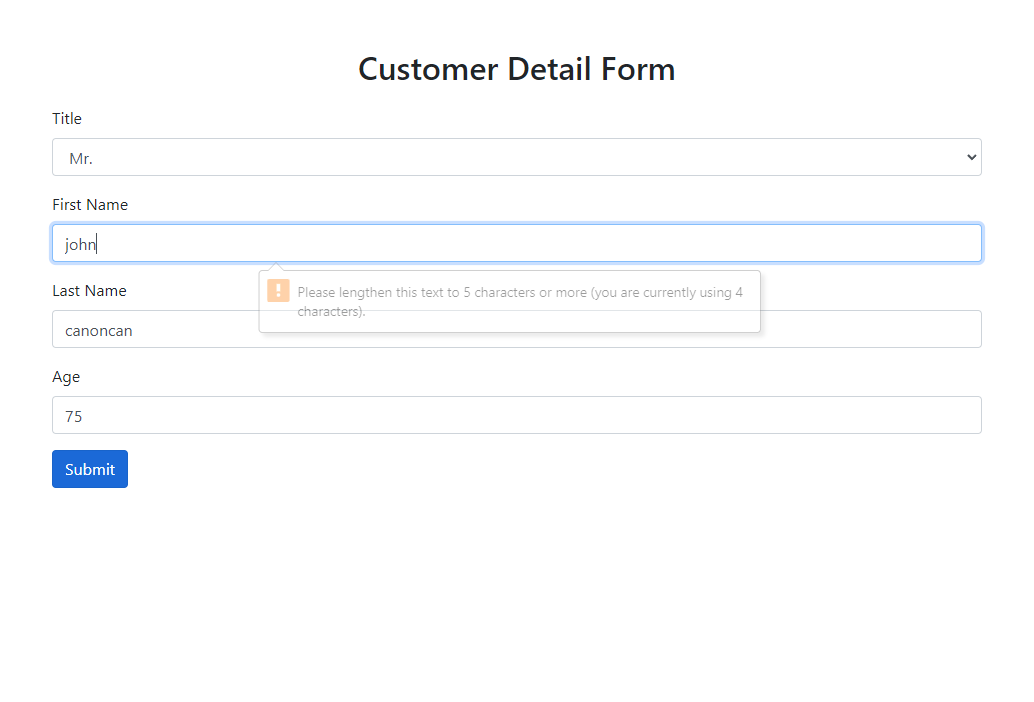 Customer Detail Form
Title
Mr.
First Name
john
Last Name
Please lengthen this text to 5 characters or more (you are currently using 4
characters).
canoncan
Age
75
Submit